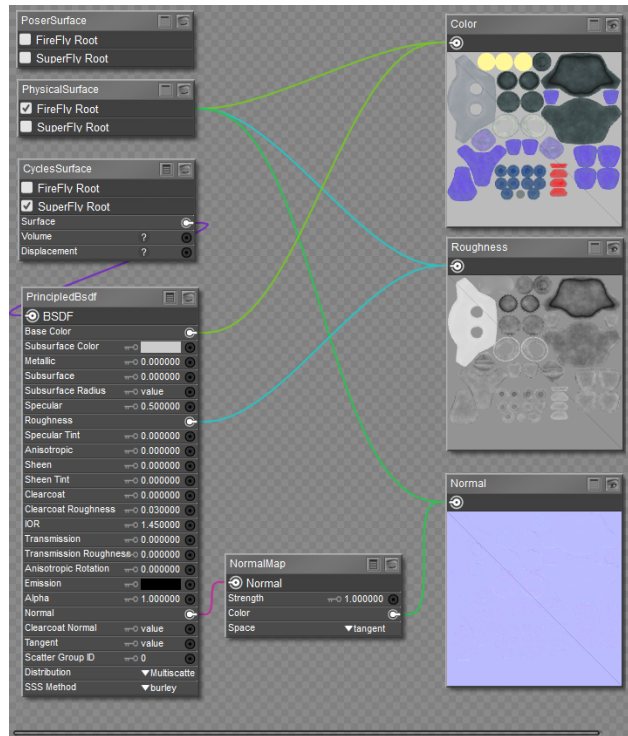 PoserSurface
FireFly Root
SuperFly Root
PhysicalSurface
FireFly Root
SuperFly Root
CyclesSurface
FireFly Root
SuperFly Root
Surface
Volume ?
Displacement ?
PrincipledBsdf
BSDF
Base Color
Subsurface Color
Metallic 0.000000
Subsurface 0.000000
Subsurface Radius value
Specular 0.500000
Roughness
Specular Tint 0.000000
Anisotropic 0.000000
Sheen 0.000000
Sheen Tint 0.000000
Clearcoat 0.000000
Clearcoat Roughness 0.030000
IOR 1.450000
Transmission 0.000000
Transmission Roughness 0.000000
Anisotropic Rotation 0.000000
Emission
Alpha 1.000000
Normal
Clearcoat Normal value
Tangent value
Scatter Group ID 0
Distribution Multiscatte
SSS Method burley
NormalMap
Normal
Strength 1.000000
Color
Space tangent
Color
Roughness
Normal